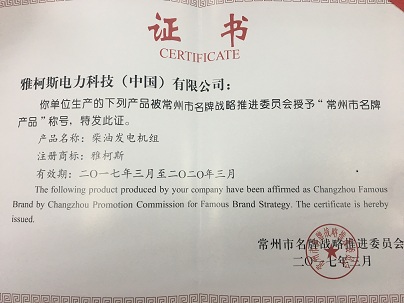 证书
CERTIFICATE
雅柯斯电力科技（中国）有限公司：
你单位生产的下列产品被常州市名牌战略推进委员会授予“常州市名牌
产品”称号，特发此证。
产品名称：柴油发电机组
注册商标：雅柯斯
有效期：二〇一七年三月至二〇二〇年三月
The following product produced by your company have been affirmed as Changzhou Famous
Brand by Changzhou Promotion Commission for Famous Brand Strategy. The certificate is hereby
issued.
常州市名牌战略推进委员会
二〇一七年三月